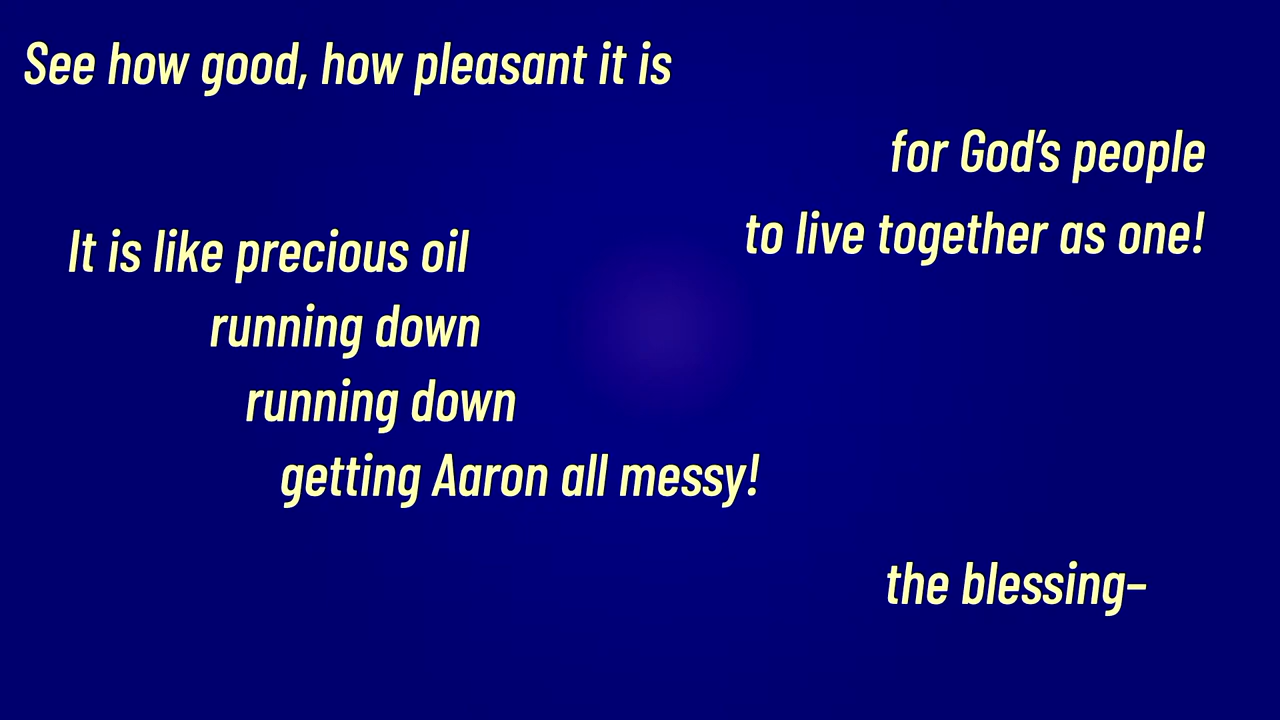 See how good, how pleasant it is
for God’s people
to live together as one!
It is like precious oil
running down
running down
getting Aaron all messy!
the blessing–